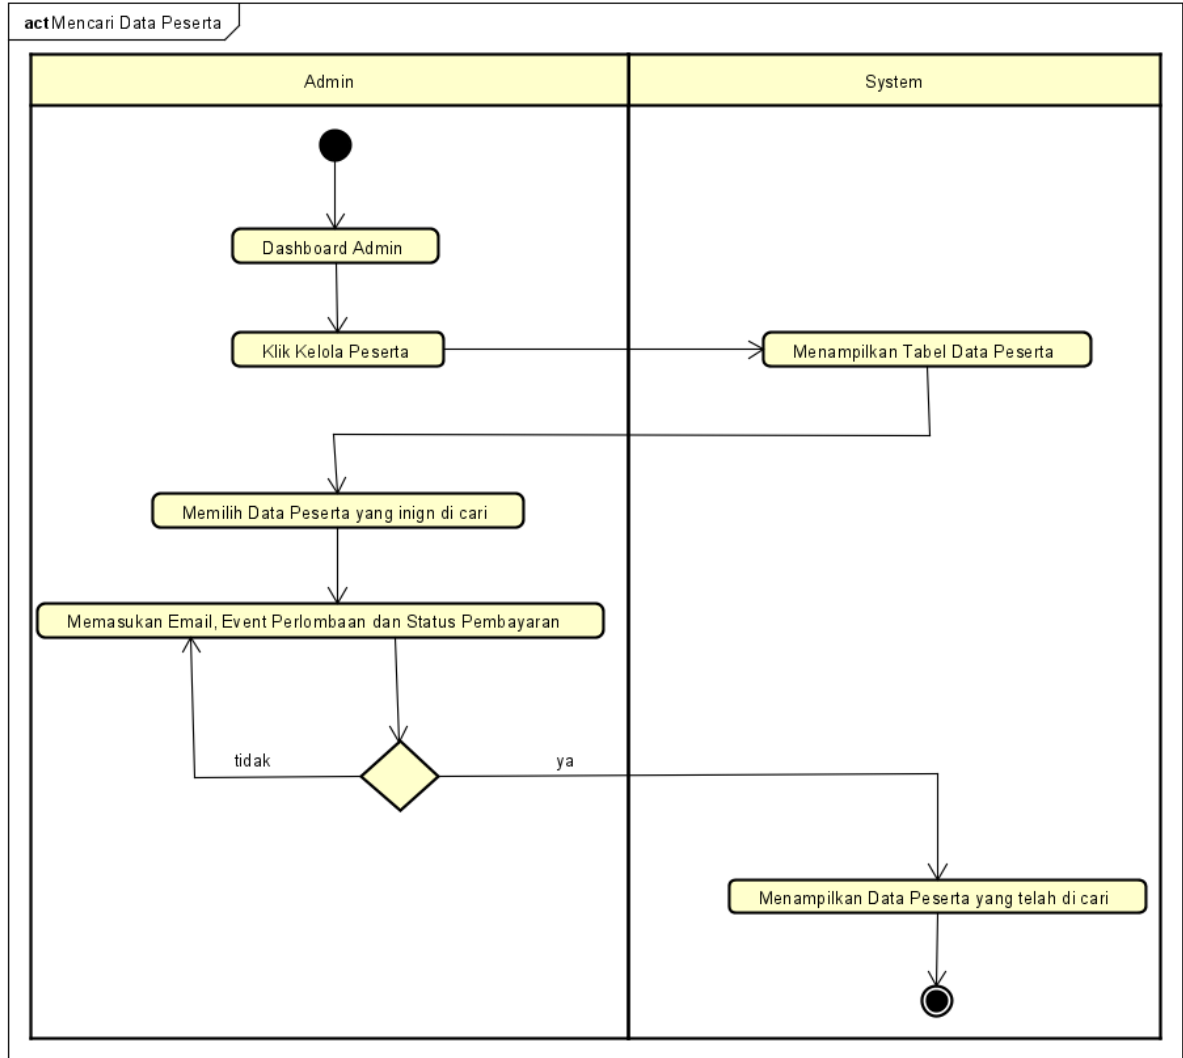 act Mencari Data Peserta
Admin
System
Dashboard Admin
Klik Kelola Peserta
Menampilkan Tabel Data Peserta
Memilih Data Peserta yang inign di cari
Memasukan Email, Event Perlombaan dan Status Pembayaran
tidak
ya
Menampilkan Data Peserta yang telah di cari